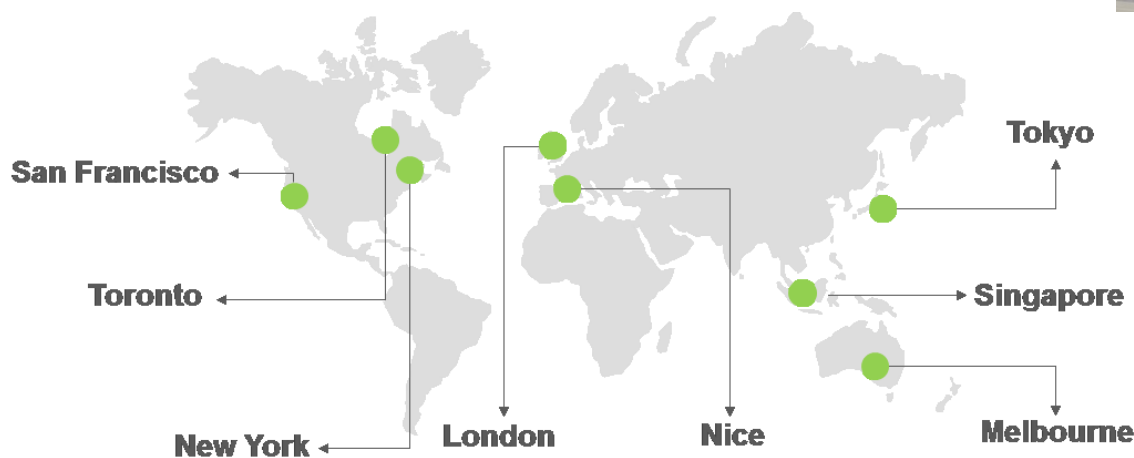 Tokyo
San Francisco
Toronto
Singapore
New York
London
Nice
Melbourne